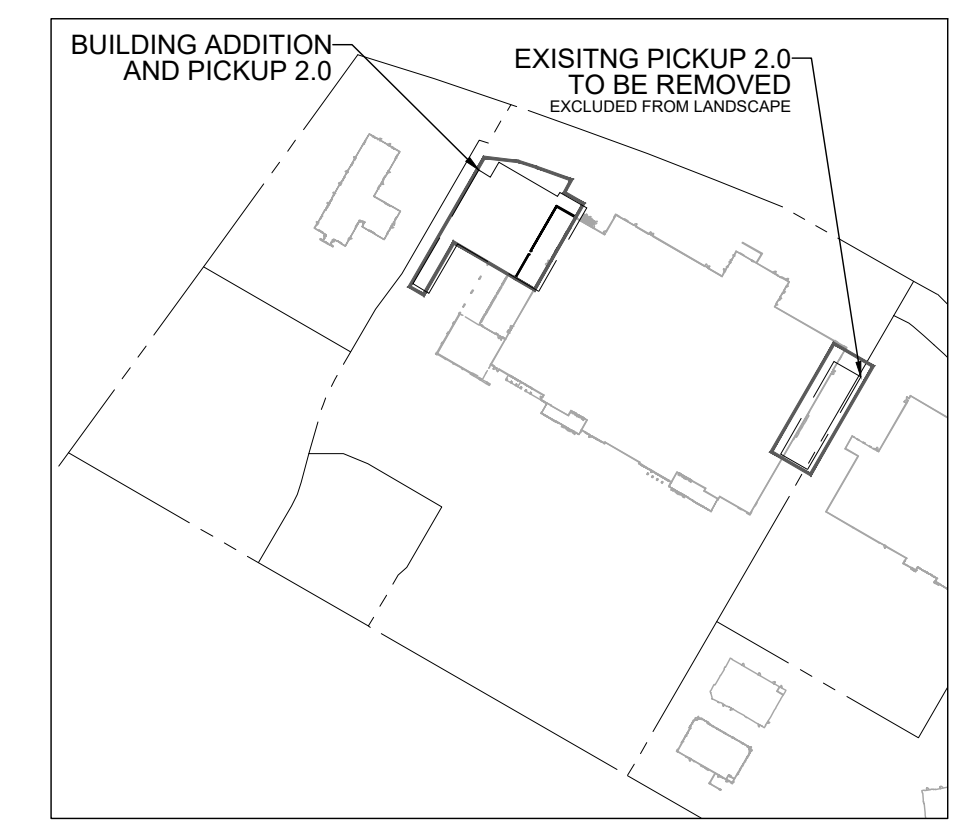 BUILDING ADDITION
AND PICKUP 2.0
EXISITNG PICKUP 2.0
TO BE REMOVED
EXCLUDED FROM LANDSCAPE